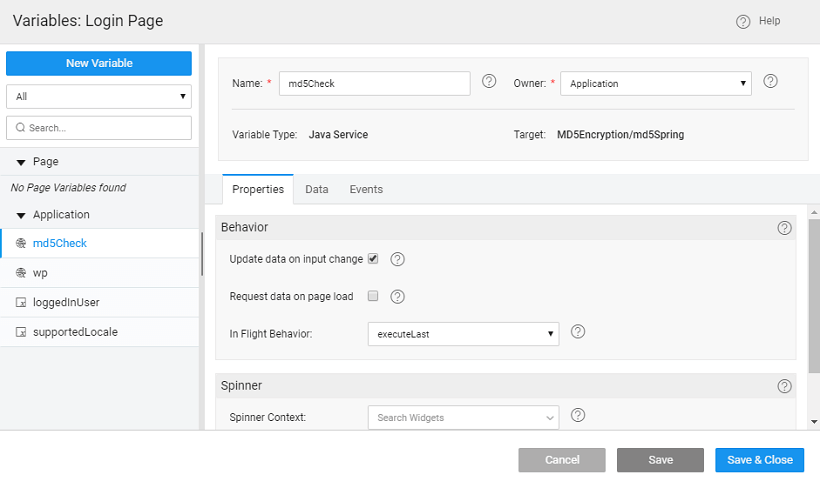 Variables: Login Page
? Help
New Variable
All
Search...
Page
No Page Variables found
Application
md5Check
wp
loggedInUser
supportedLocale
Name: * md5Check ? Owner: * Application ?
Variable Type: Java Service Target: MD5Encryption/md5Spring
Properties Data Events
Behavior ?
Update data on input change ?
Request data on page load ?
In Flight Behavior: executeLast ?
Spinner ?
Spinner Context: Search Widgets ?
Cancel Save Save & Close